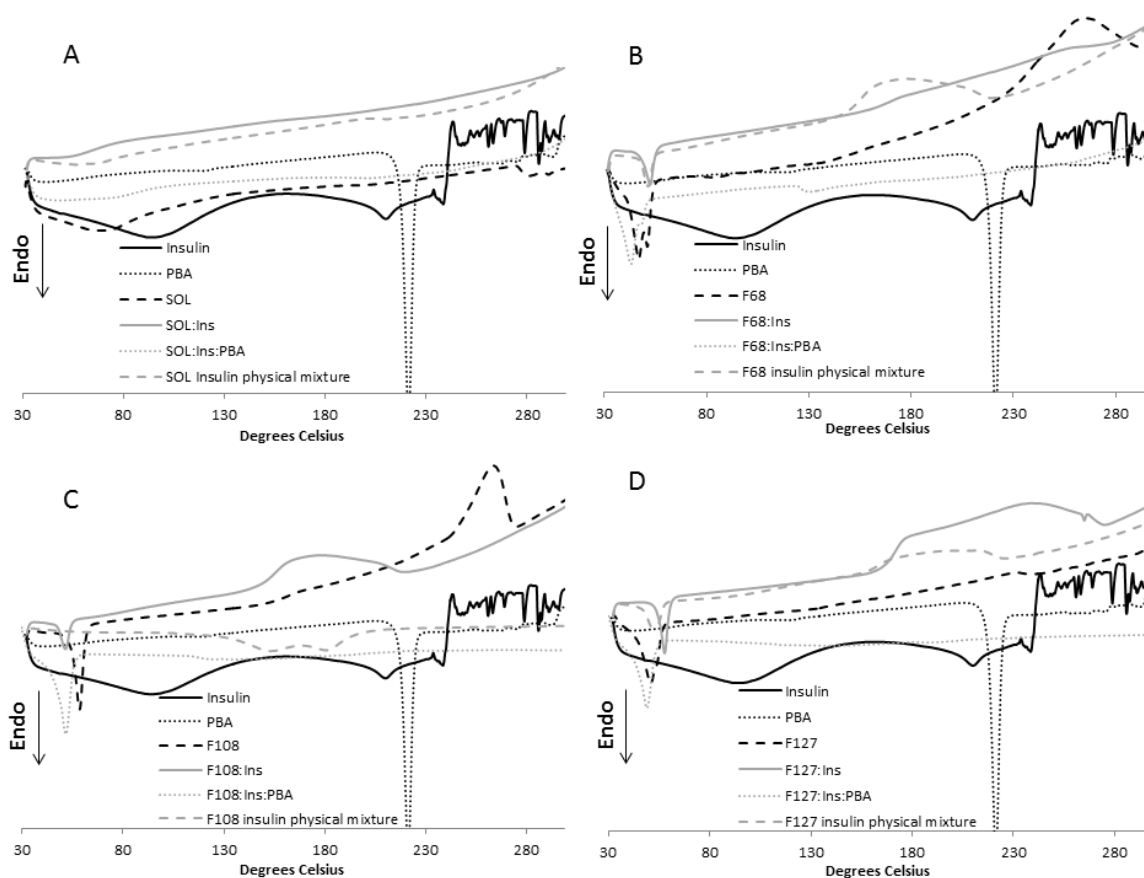 A
Endo
Insulin
PBA
SOL
SOL:Ins
SOL:Ins:PBA
SOL Insulin physical mixture
30 80 130 180 230 280
Degrees Celsius
B
Endo
Insulin
PBA
F68
F68:Ins
F68:Ins:PBA
F68 insulin physical mixture
30 80 130 180 230 280
Degrees Celsius
C
Endo
Insulin
PBA
F108
F108:Ins
F108:Ins:PBA
F108 insulin physical mixture
30 80 130 180 230 280
Degrees Celsius
D
Endo
Insulin
PBA
F127
F127:Ins
F127:Ins:PBA
F127 insulin physical mixture
30 80 130 180 230 280
Degrees Celsius